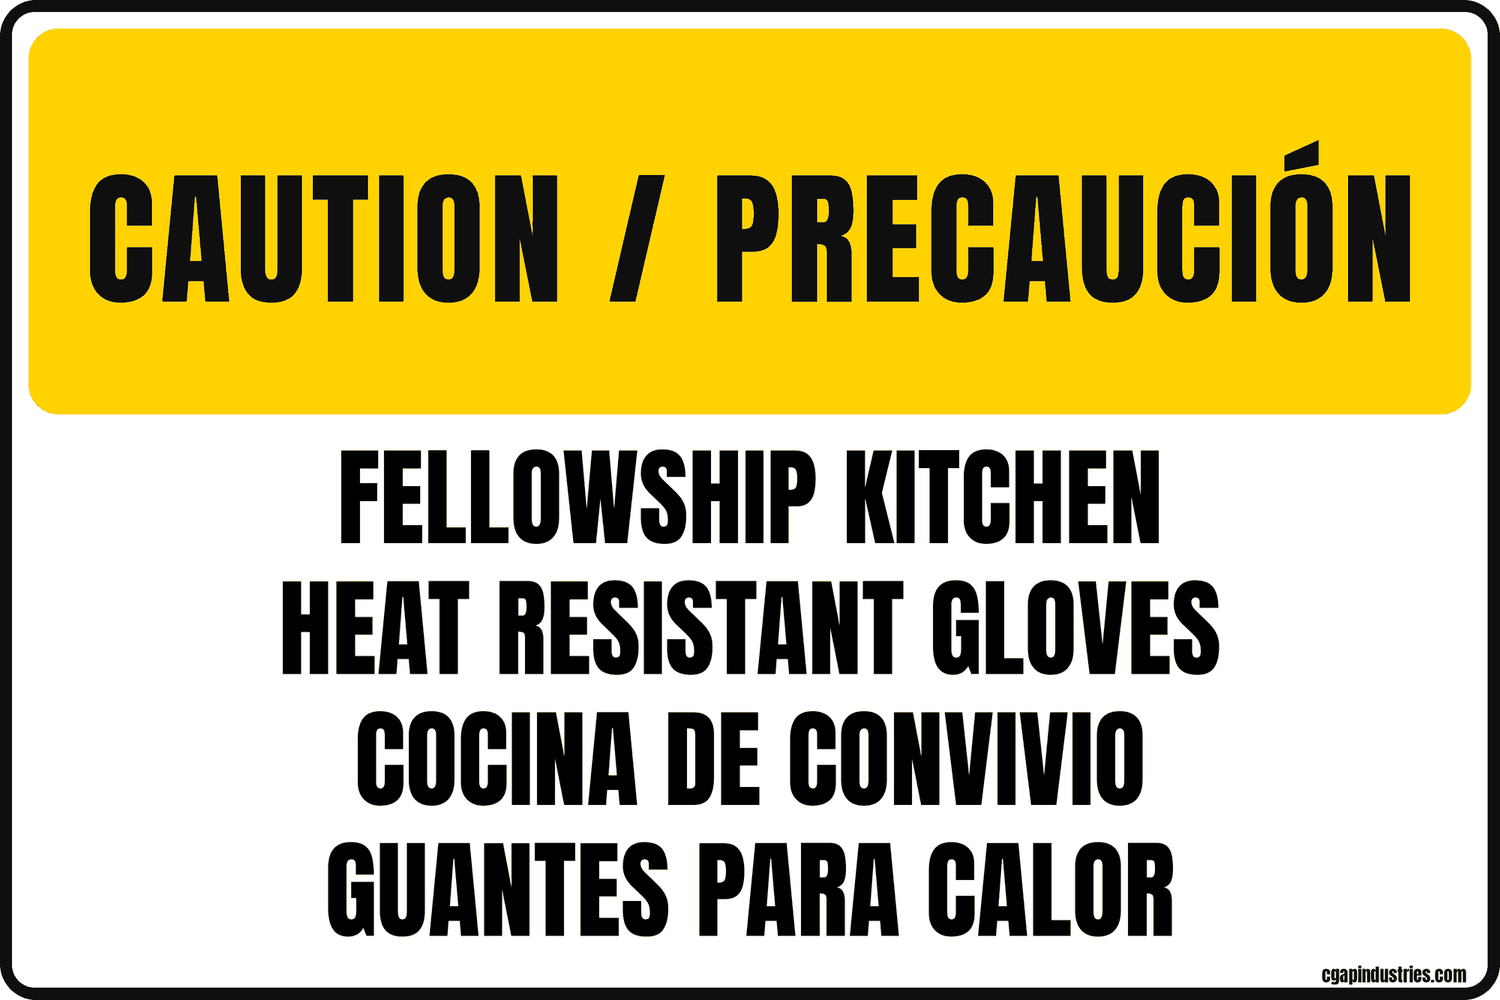 CAUTION / PRECAUCIÓN
FELLOWSHIP KITCHEN
HEAT RESISTANT GLOVES
COCINA DE CONVIVIO
GUANTES PARA CALOR
cgapindustries.com